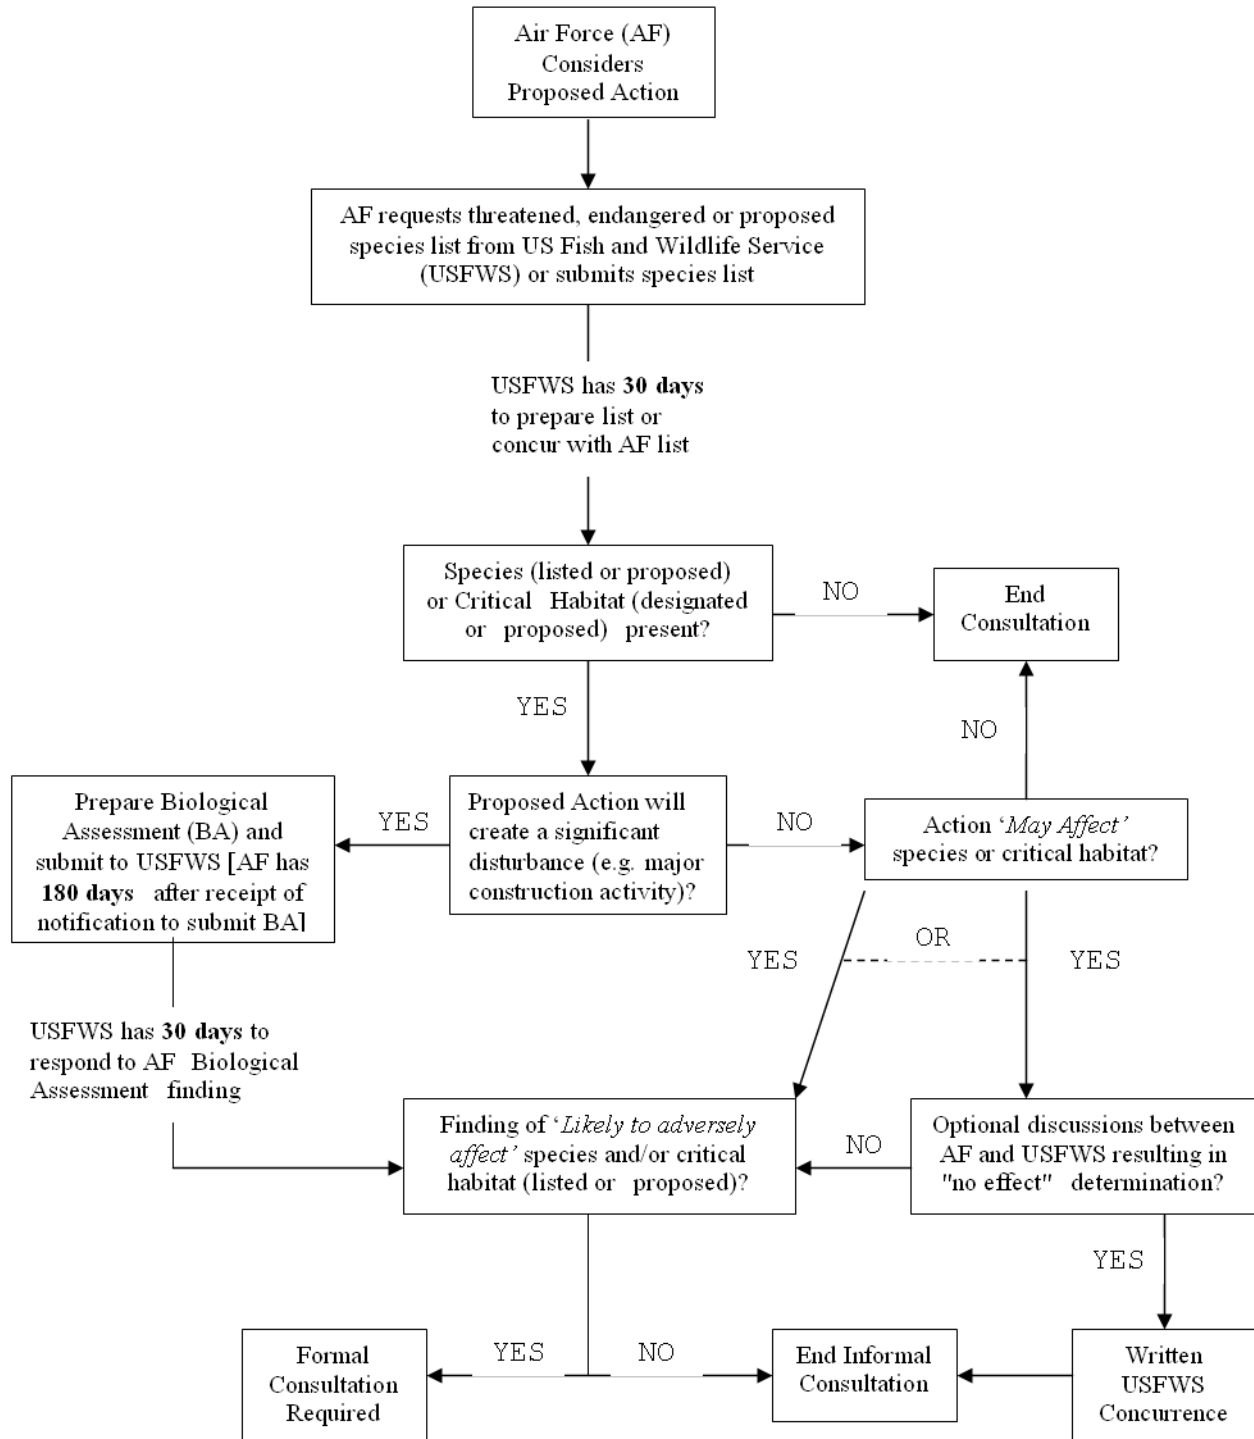 Air Force (AF)
Considers
Proposed Action
AF requests threatened, endangered or proposed
species list from US Fish and Wildlife Service
(USFWS) or submits species list
USFWS has 30 days
to prepare list or
concur with AF list
Species (listed or proposed)
or Critical Habitat (designated
or proposed) present?
NO
End
Consultation
YES
NO
Prepare Biological
Assessment (BA) and
submit to USFWS [AF has
180 days after receipt of
notification to submit BA]
YES
Proposed Action will
create a significant
disturbance (e.g. major
construction activity)?
NO
Action ‘May Affect’
species or critical habitat?
YES
OR
YES
USFWS has 30 days to
respond to AF Biological
Assessment finding
Finding of ‘Likely to adversely
affect’ species and/or critical
habitat (listed or proposed)?
NO
Optional discussions between
AF and USFWS resulting in
"no effect" determination?
YES
Formal
Consultation
Required
YES
NO
End Informal
Consultation
Written
USFWS
Concurrence